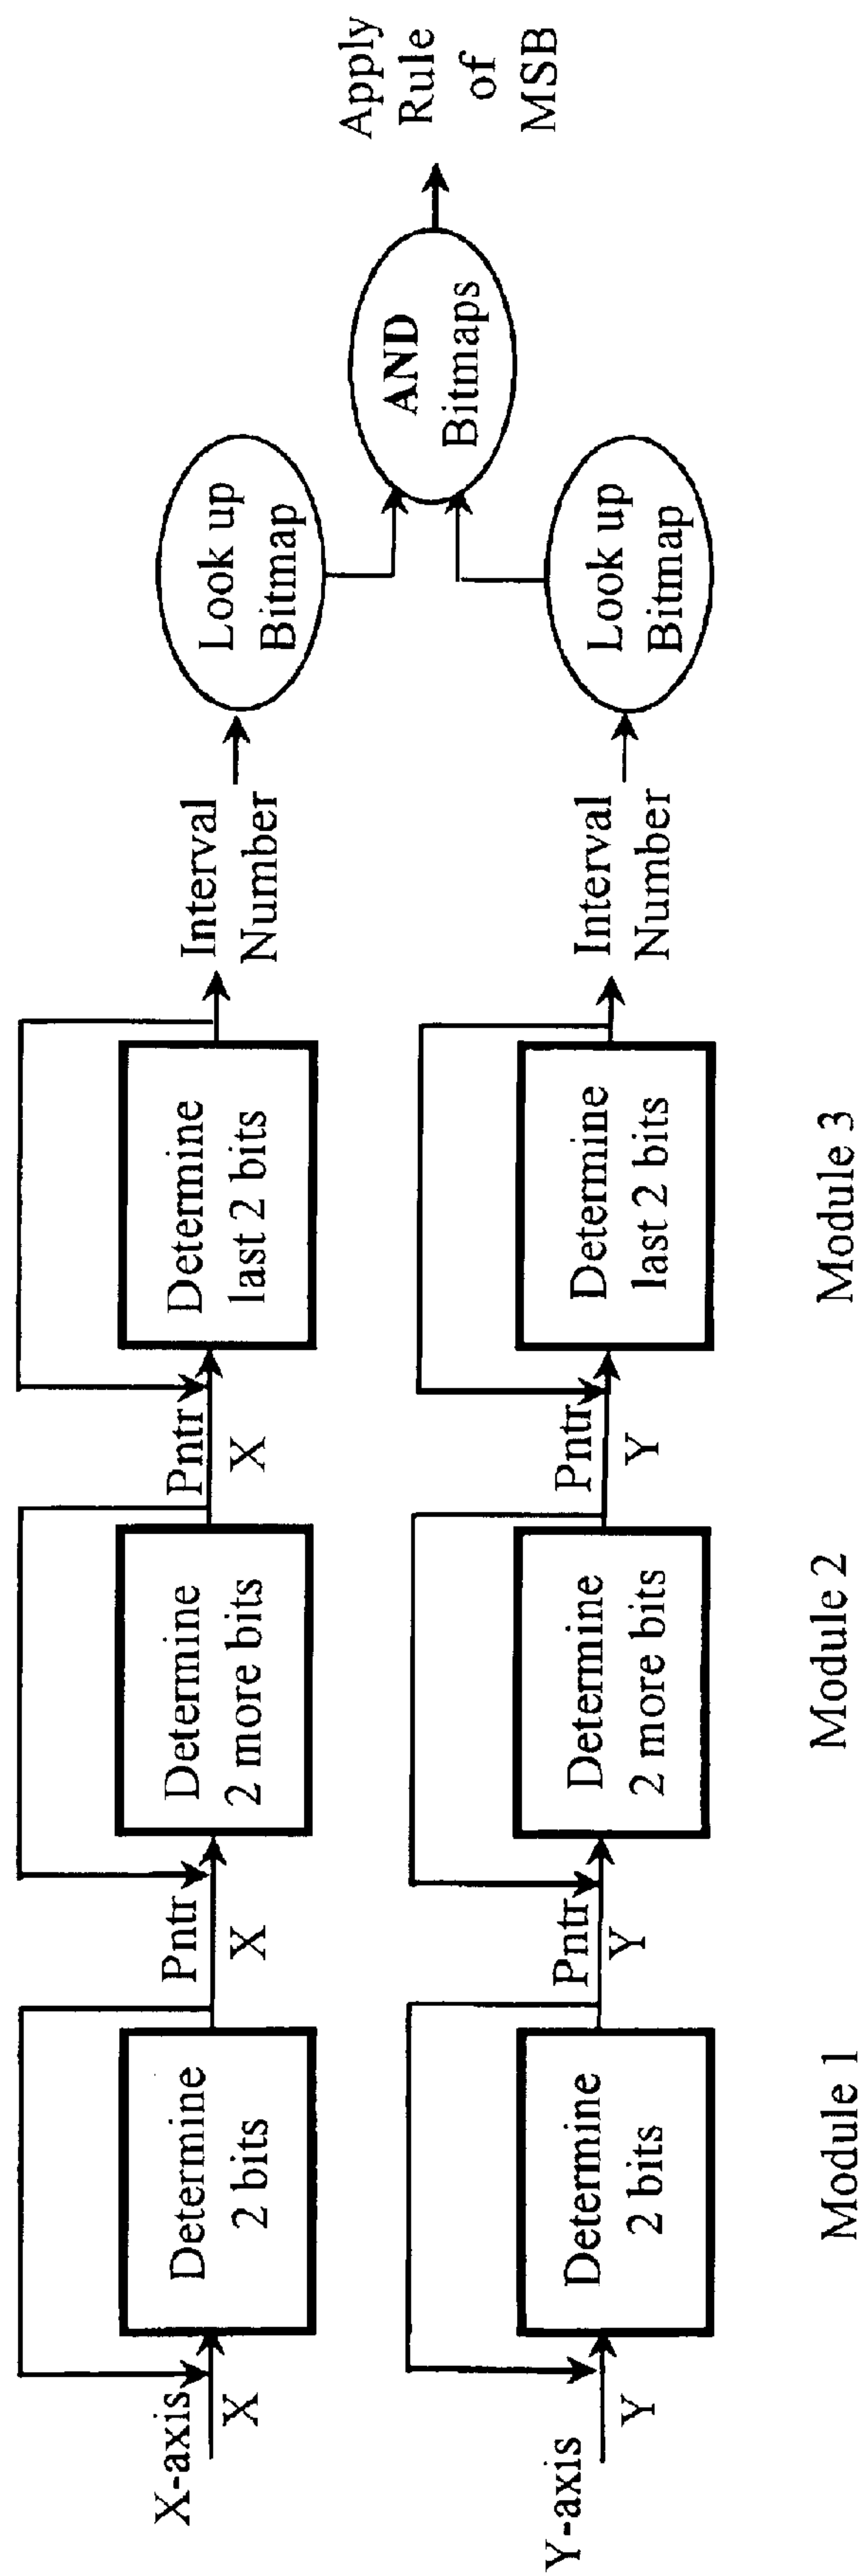 X-axis
X
Determine
2 bits
Pntr
X
Determine
2 more bits
Pntr
X
Determine
last 2 bits
Interval
Number
Look up
Bitmap
AND
Bitmaps
Apply
Rule
of
MSB
Y-axis
Y
Determine
2 bits
Pntr
Y
Determine
2 more bits
Pntr
Y
Determine
last 2 bits
Interval
Number
Look up
Bitmap
Module 1
Module 2
Module 3